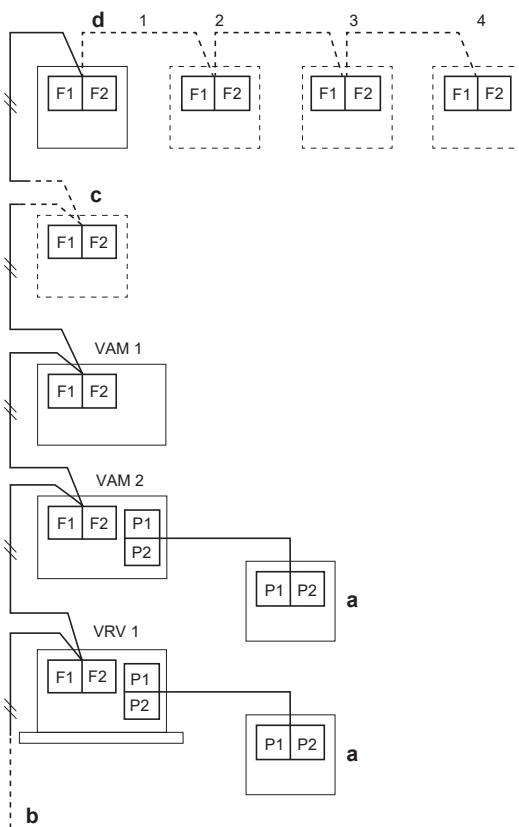 d 1 2 3 4
F1 F2 F1 F2 F1 F2 F1 F2
c
F1 F2
VAM 1
F1 F2
VAM 2
F1 F2 P1
P2
P1 P2 a
VRV 1
F1 F2 P1
P2
P1 P2 a
b